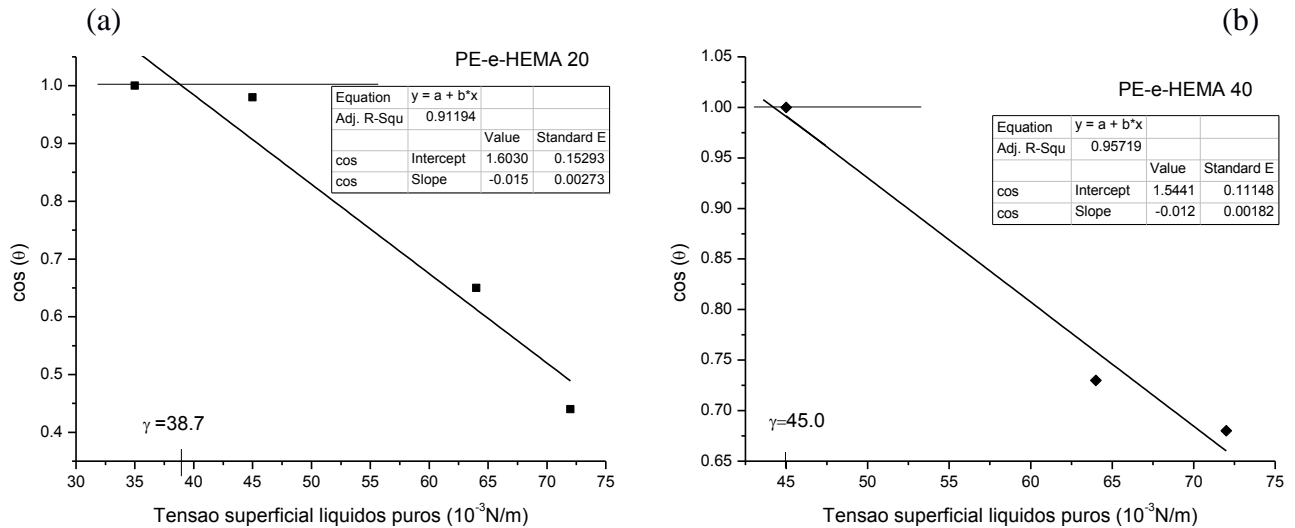 (a)
PE-e-HEMA 20
Equation y = a + b*x
Adj. R-Squ 0.91194
Value Standard E
cos Intercept 1.6030 0.15293
cos Slope -0.015 0.00273
1.0
0.9
0.8
0.7
0.6
0.5
0.4
cos (θ)
γ =38.7
30 35 40 45 50 55 60 65 70 75
Tensao superficial liquidos puros (10-3N/m)
(b)
PE-e-HEMA 40
Equation y = a + b*x
Adj. R-Squ 0.95719
Value Standard E
cos Intercept 1.5441 0.11148
cos Slope -0.012 0.00182
1.05
1.00
0.95
0.90
0.85
0.80
0.75
0.70
0.65
cos (θ)
γ=45.0
45 50 55 60 65 70 75
Tensao superficial liquidos puros (10-3N/m)